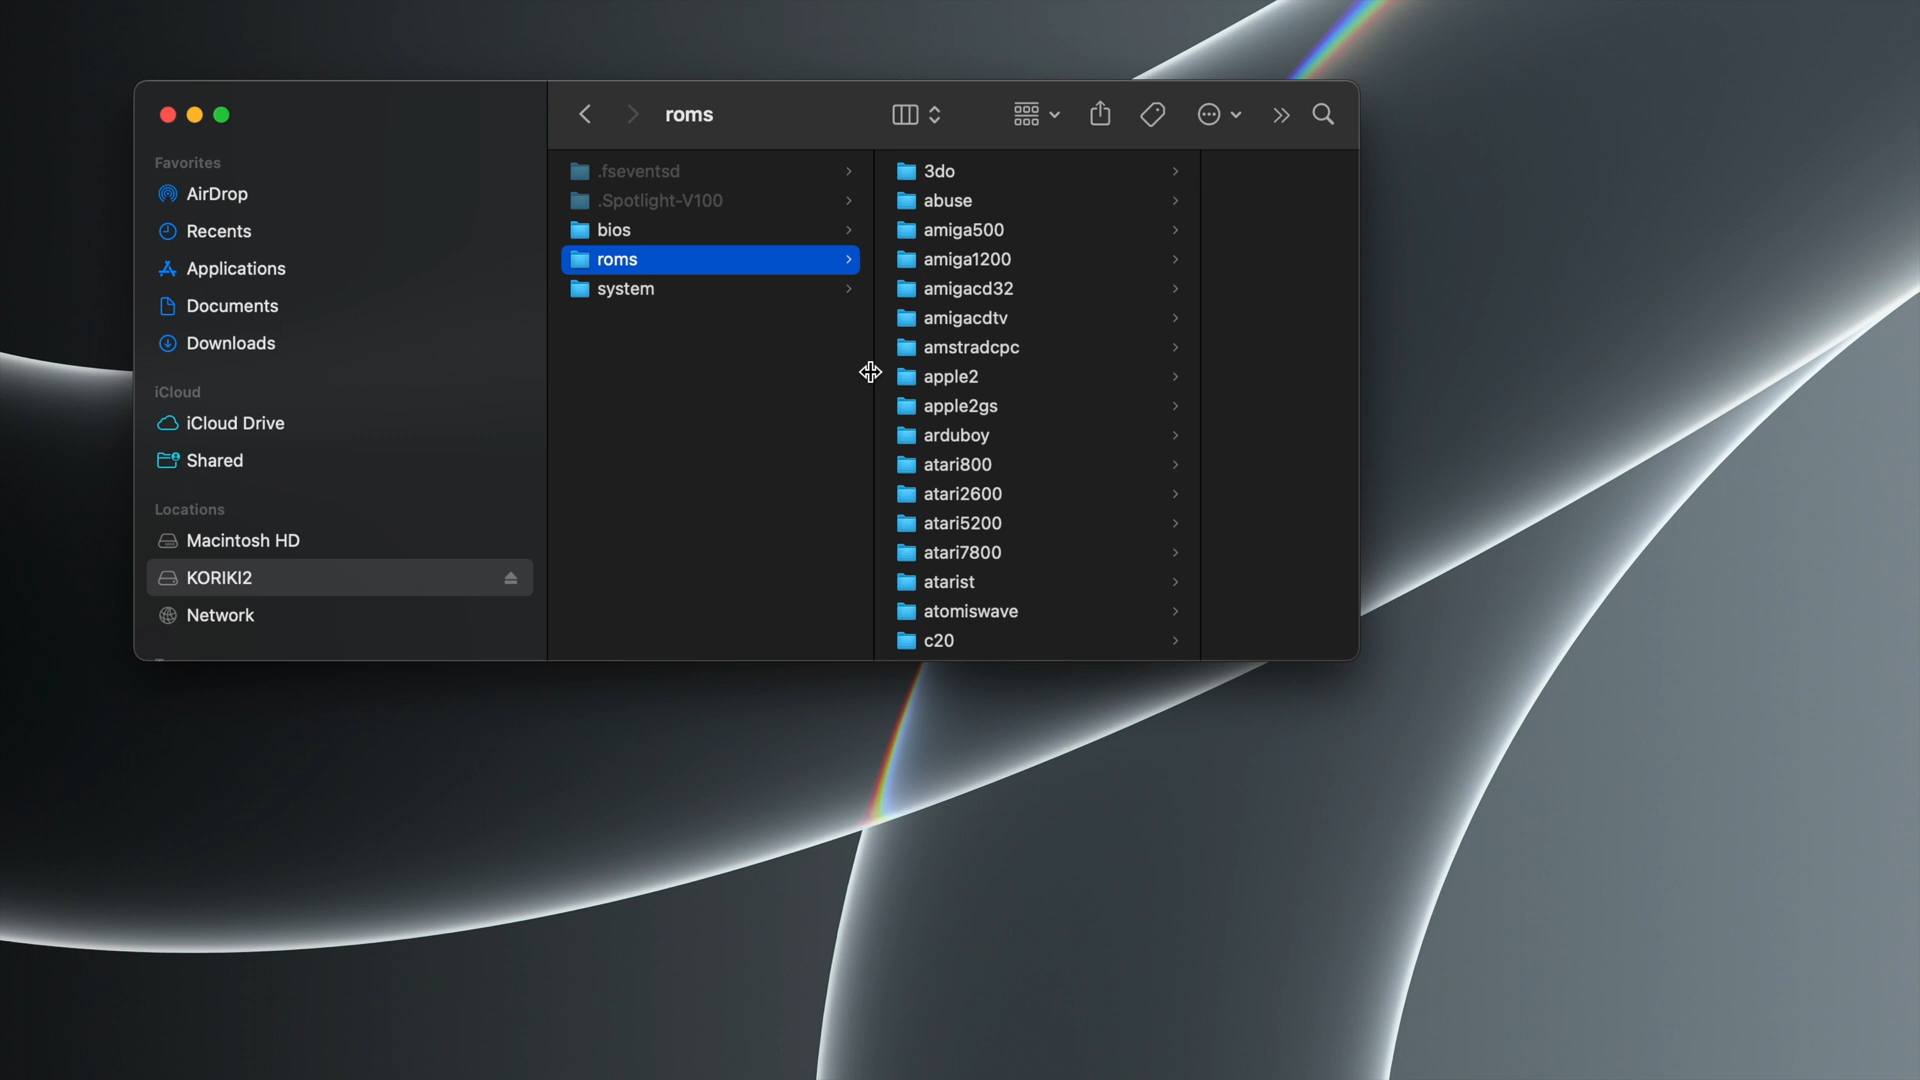 roms
Favorites
AirDrop
Recents
Applications
Documents
Downloads
iCloud
iCloud Drive
Shared
Locations
Macintosh HD
KORIKI2
Network
.fseventsd
.Spotlight-V100
bios
roms
system
3do
abuse
amiga500
amiga1200
amigacd32
amigacdtv
amstradcpc
apple2
apple2gs
arduboy
atari800
atari2600
atari5200
atari7800
atarist
atomiswave
c20